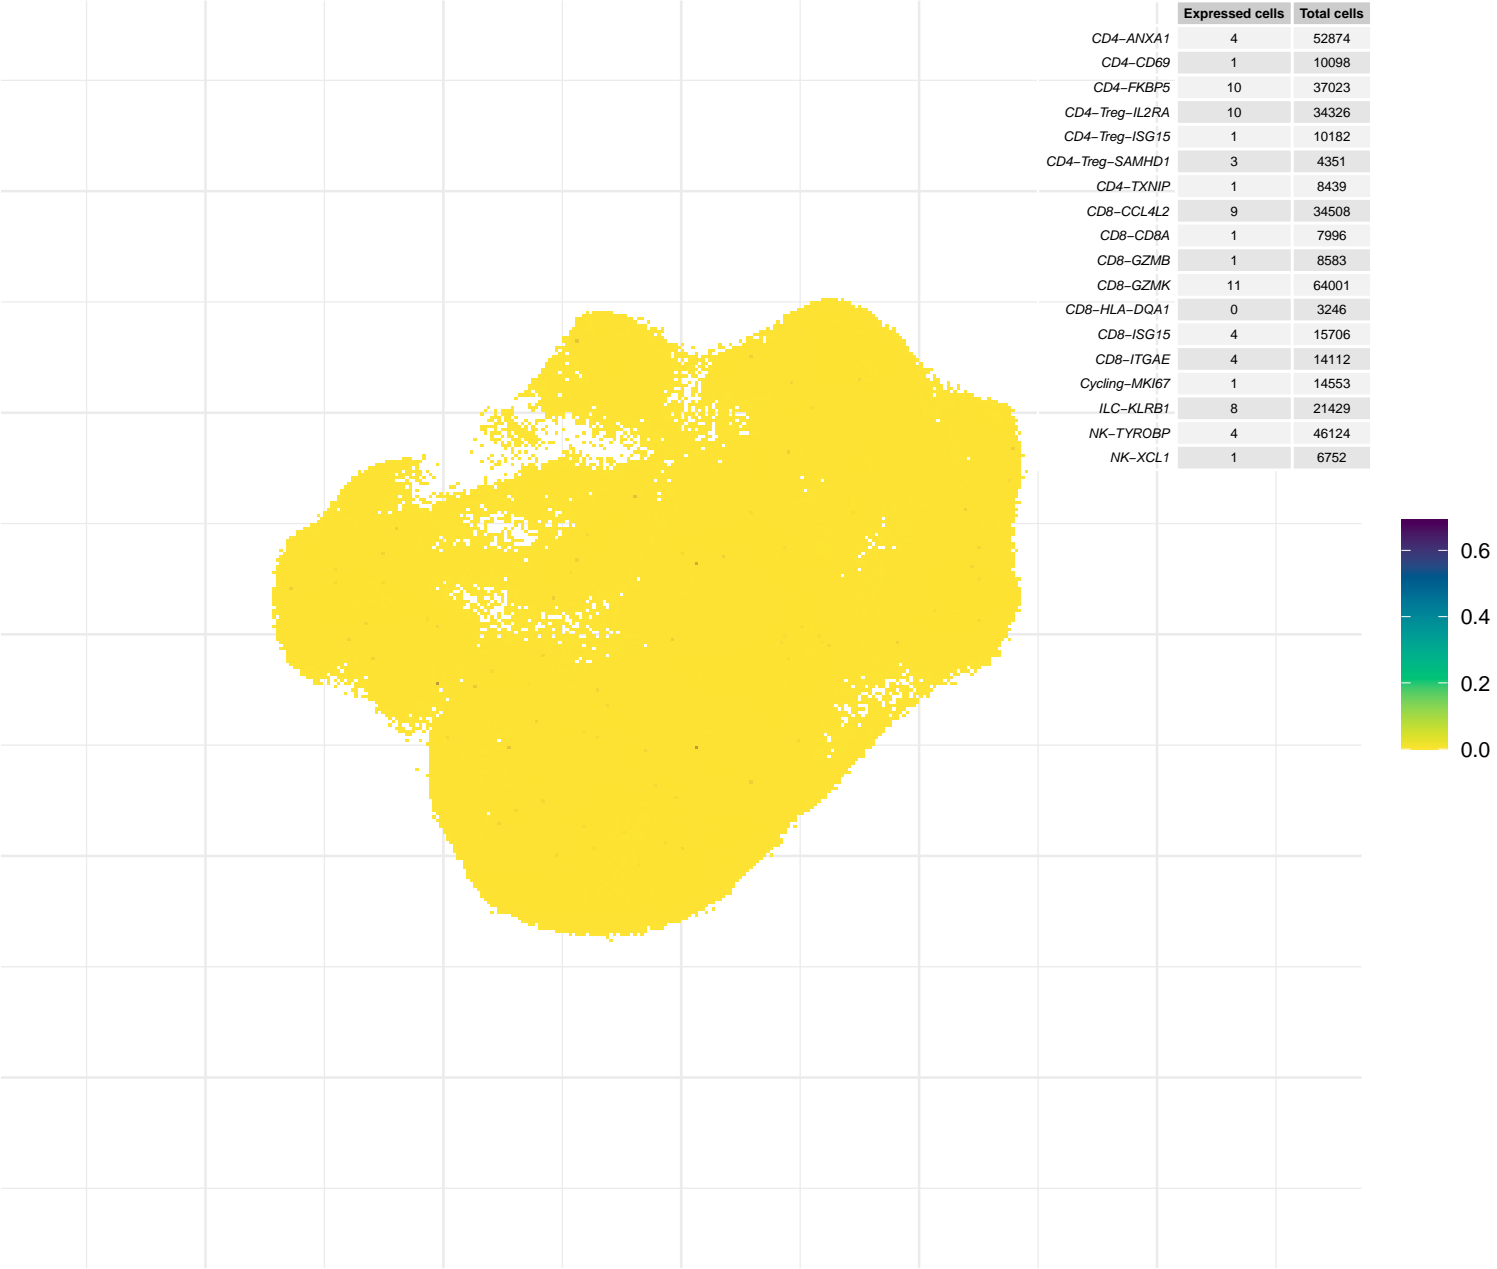 Expressed cells Total cells
CD4−ANXA1 4 52874
CD4−CD69 1 10098
CD4−FKBP5 10 37023
CD4−Treg−IL2RA 10 34326
CD4−Treg−ISG15 1 10182
CD4−Treg−SAMHD1 3 4351
CD4−TXNIP 1 8439
CD8−CCL4L2 9 34508
CD8−CD8A 1 7996
CD8−GZMB 1 8583
CD8−GZMK 11 64001
CD8−HLA−DQA1 0 3246
CD8−ISG15 4 15706
CD8−ITGAE 4 14112
Cycling−MKI67 1 14553
ILC−KLRB1 8 21429
NK−TYROBP 4 46124
NK−XCL1 1 6752
0.6
0.4
0.2
0.0